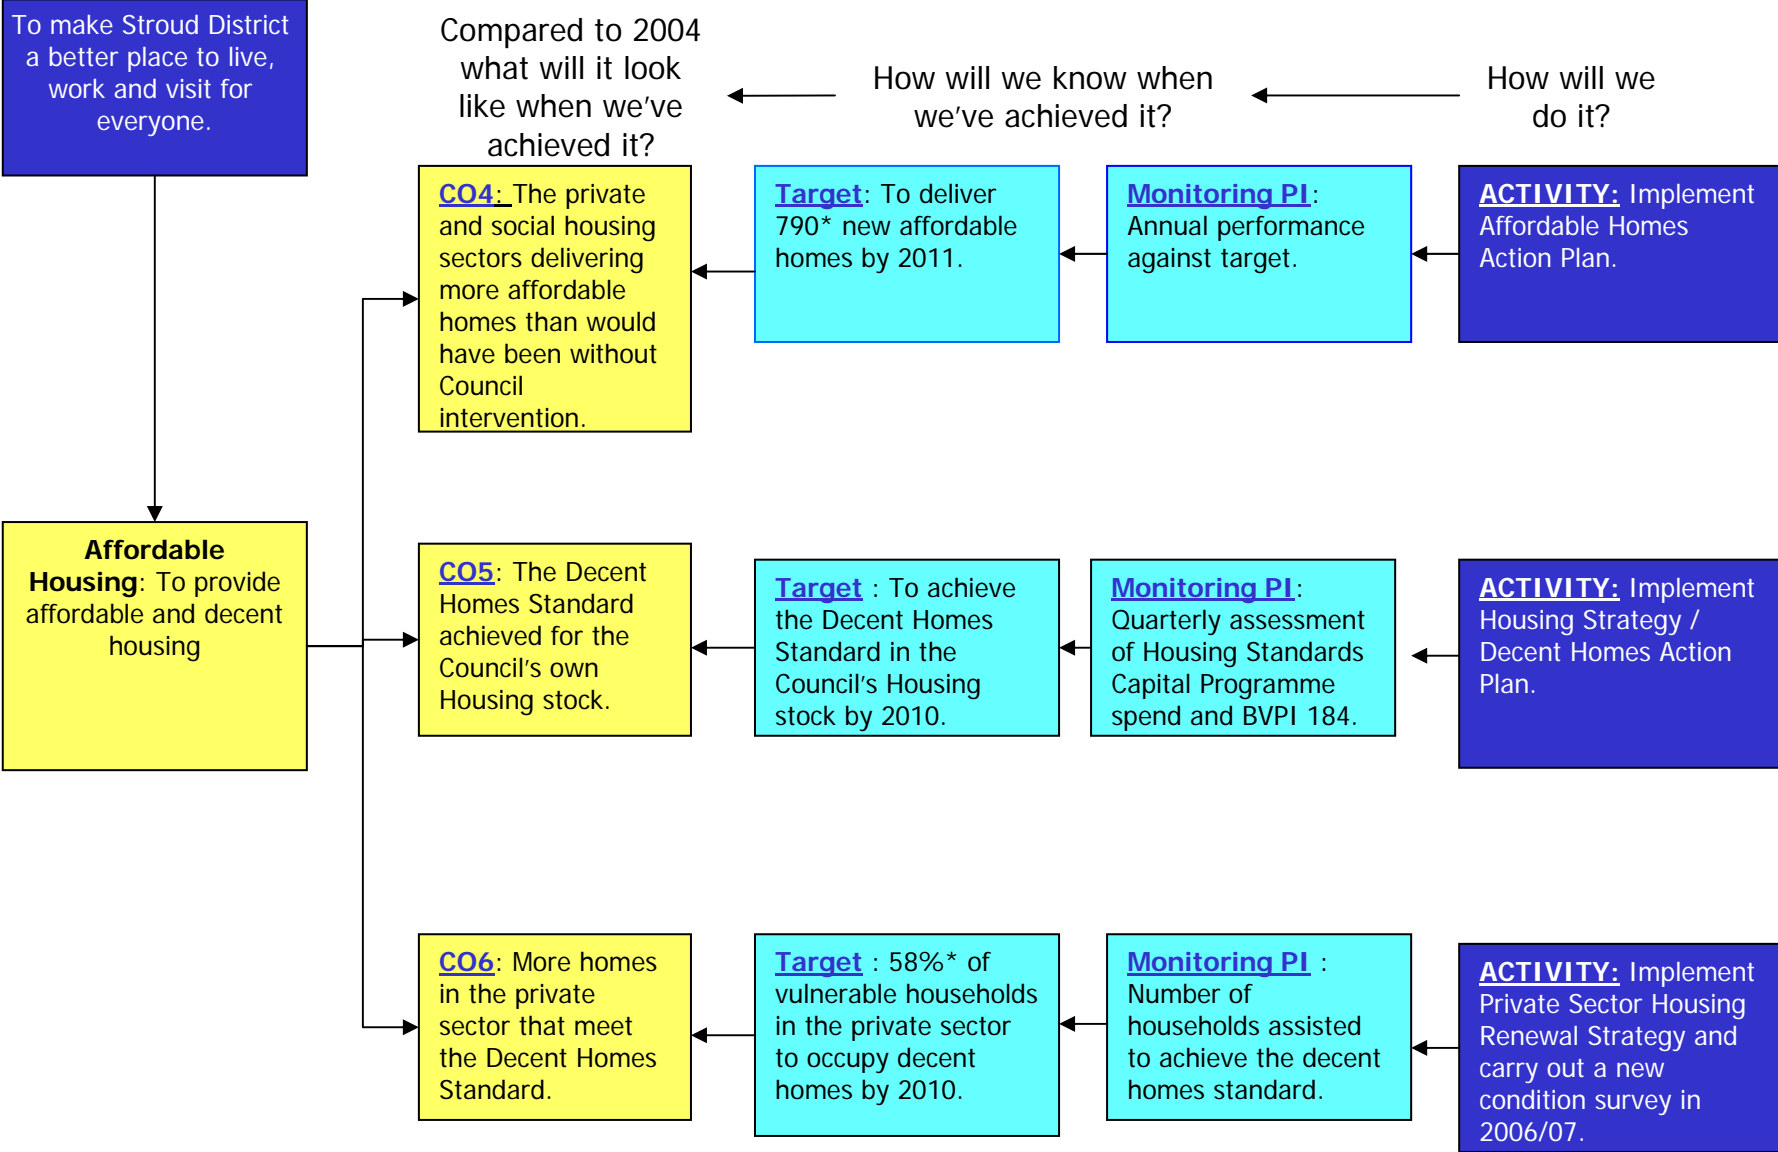 To make Stroud District
a better place to live,
work and visit for
everyone.
Compared to 2004
what will it look
like when we've
achieved it?
How will we know when
we've achieved it?
How will we
do it?
CO4: The private
and social housing
sectors delivering
more affordable
homes than would
have been without
Council
intervention.
Target: To deliver
790* new affordable
homes by 2011.
Monitoring PI:
Annual performance
against target.
ACTIVITY: Implement
Affordable Homes
Action Plan.
Affordable
Housing: To provide
affordable and decent
housing
CO5: The Decent
Homes Standard
achieved for the
Council's own
Housing stock.
Target : To achieve
the Decent Homes
Standard in the
Council's Housing
stock by 2010.
Monitoring PI:
Quarterly assessment
of Housing Standards
Capital Programme
spend and BVPI 184.
ACTIVITY: Implement
Housing Strategy /
Decent Homes Action
Plan.
CO6: More homes
in the private
sector that meet
the Decent Homes
Standard.
Target : 58%* of
vulnerable households
in the private sector
to occupy decent
homes by 2010.
Monitoring PI :
Number of
households assisted
to achieve the decent
homes standard.
ACTIVITY: Implement
Private Sector Housing
Renewal Strategy and
carry out a new
condition survey in
2006/07.